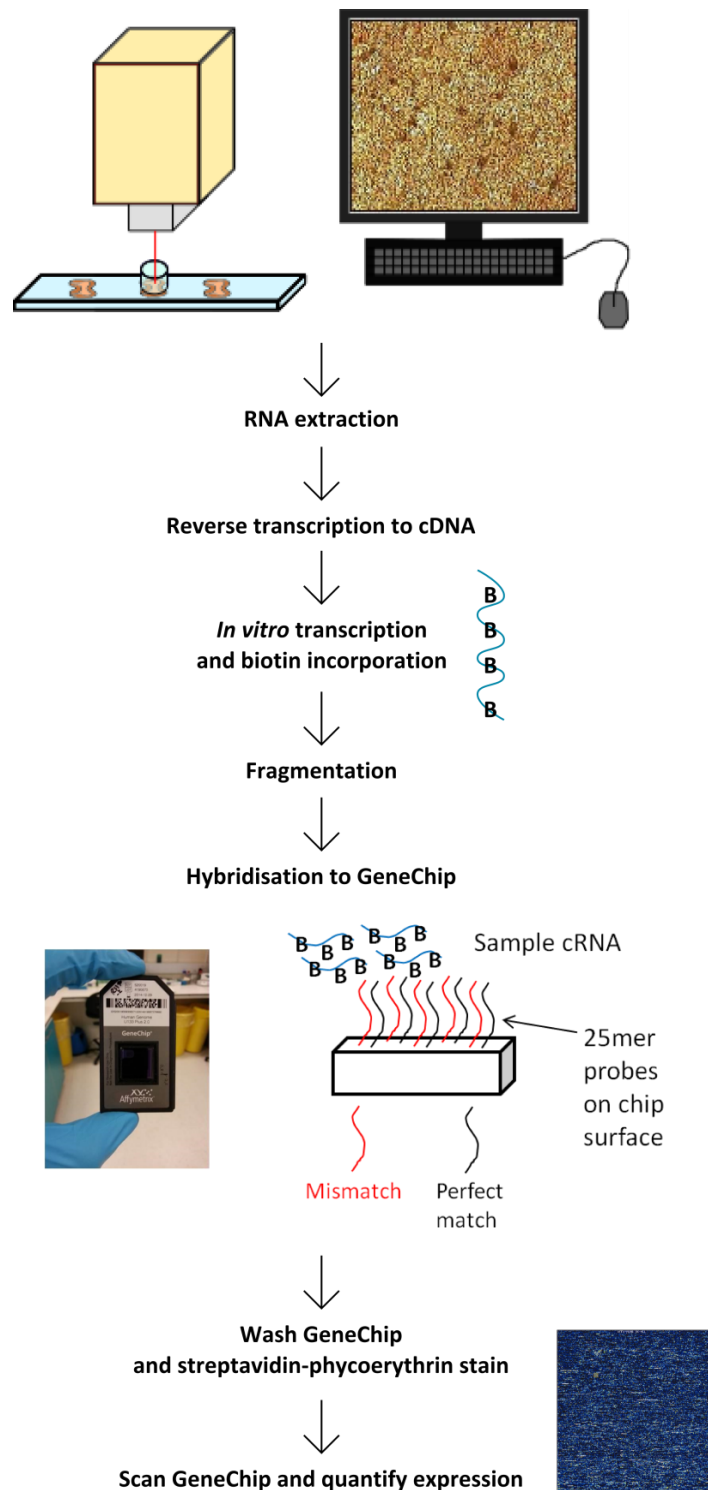 RNA extraction
Reverse transcription to cDNA
In vitro transcription
and biotin incorporation
B
B
B
B
Fragmentation
Hybridisation to GeneChip
B B B B B B
B B B B B B
Sample cRNA
GeneChip
Affymetrix
25mer
probes
on chip
surface
Mismatch
Perfect
match
Wash GeneChip
and streptavidin-phycoerythrin stain
Scan GeneChip and quantify expression